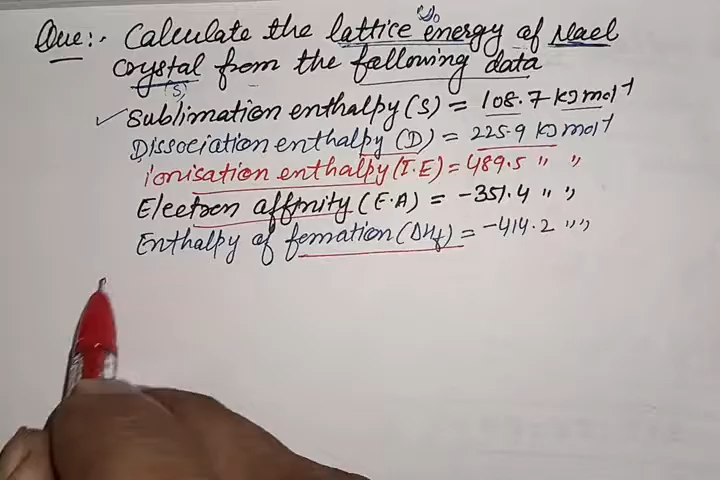 Que:- Calculate the lattice energy of Nacl
crystal from the following data
(S)
Sublimation enthalpy (S) = 108.7 KJ mol-1
Dissociation enthalpy (D) = 225.9 KJ mol-1
ionisation enthalpy (I.E) = 489.5 " "
Electron affinity (E.A) = -351.4 " "
Enthalpy of formation (ΔHf) = -414.2 " "